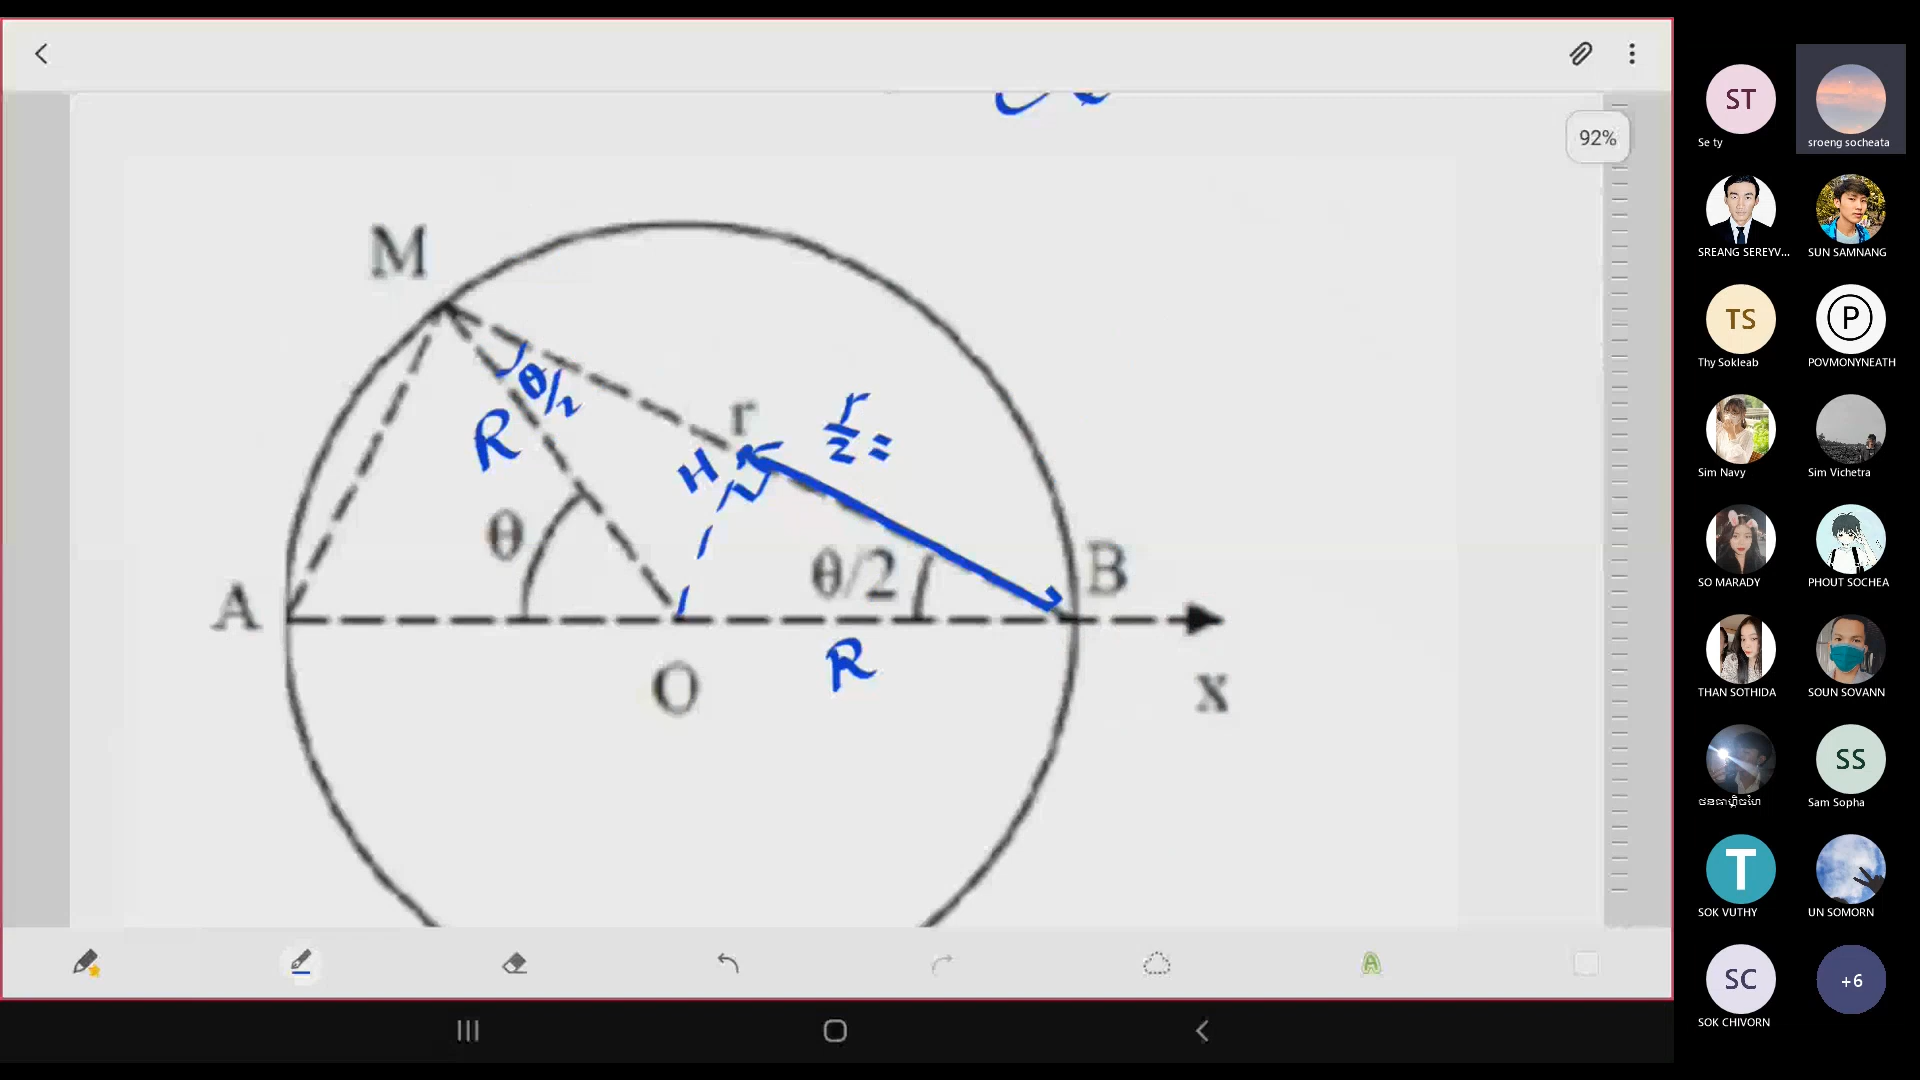 92%
M
θ/2
R
r
r/2 =
H
θ
θ/2
B
A
R
O
x
ST
Se ty
sroeng socheata
SREANG SEREYV...
SUN SAMNANG
TS
Thy Sokleab
P
POVMONYNEATH
Sim Navy
Sim Vichetra
SO MARADY
PHOUT SOCHEA
THAN SOTHIDA
SOUN SOVANN
SS
Sam Sopha
T
SOK VUTHY
UN SOMORN
SC
SOK CHIVORN
+6
A